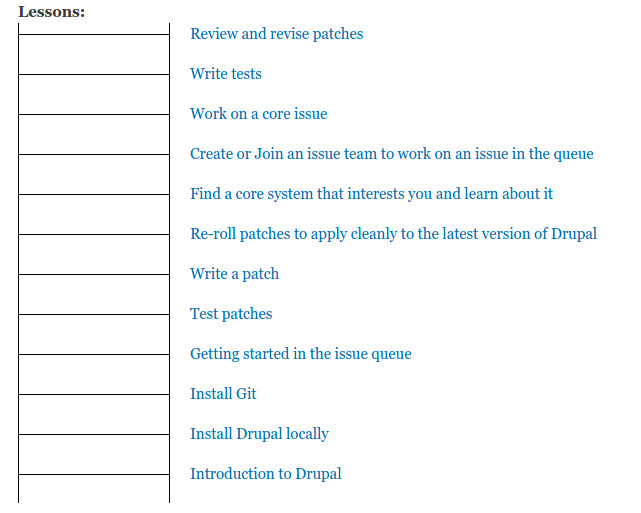 Lessons:
Review and revise patches
Write tests
Work on a core issue
Create or Join an issue team to work on an issue in the queue
Find a core system that interests you and learn about it
Re-roll patches to apply cleanly to the latest version of Drupal
Write a patch
Test patches
Getting started in the issue queue
Install Git
Install Drupal locally
Introduction to Drupal